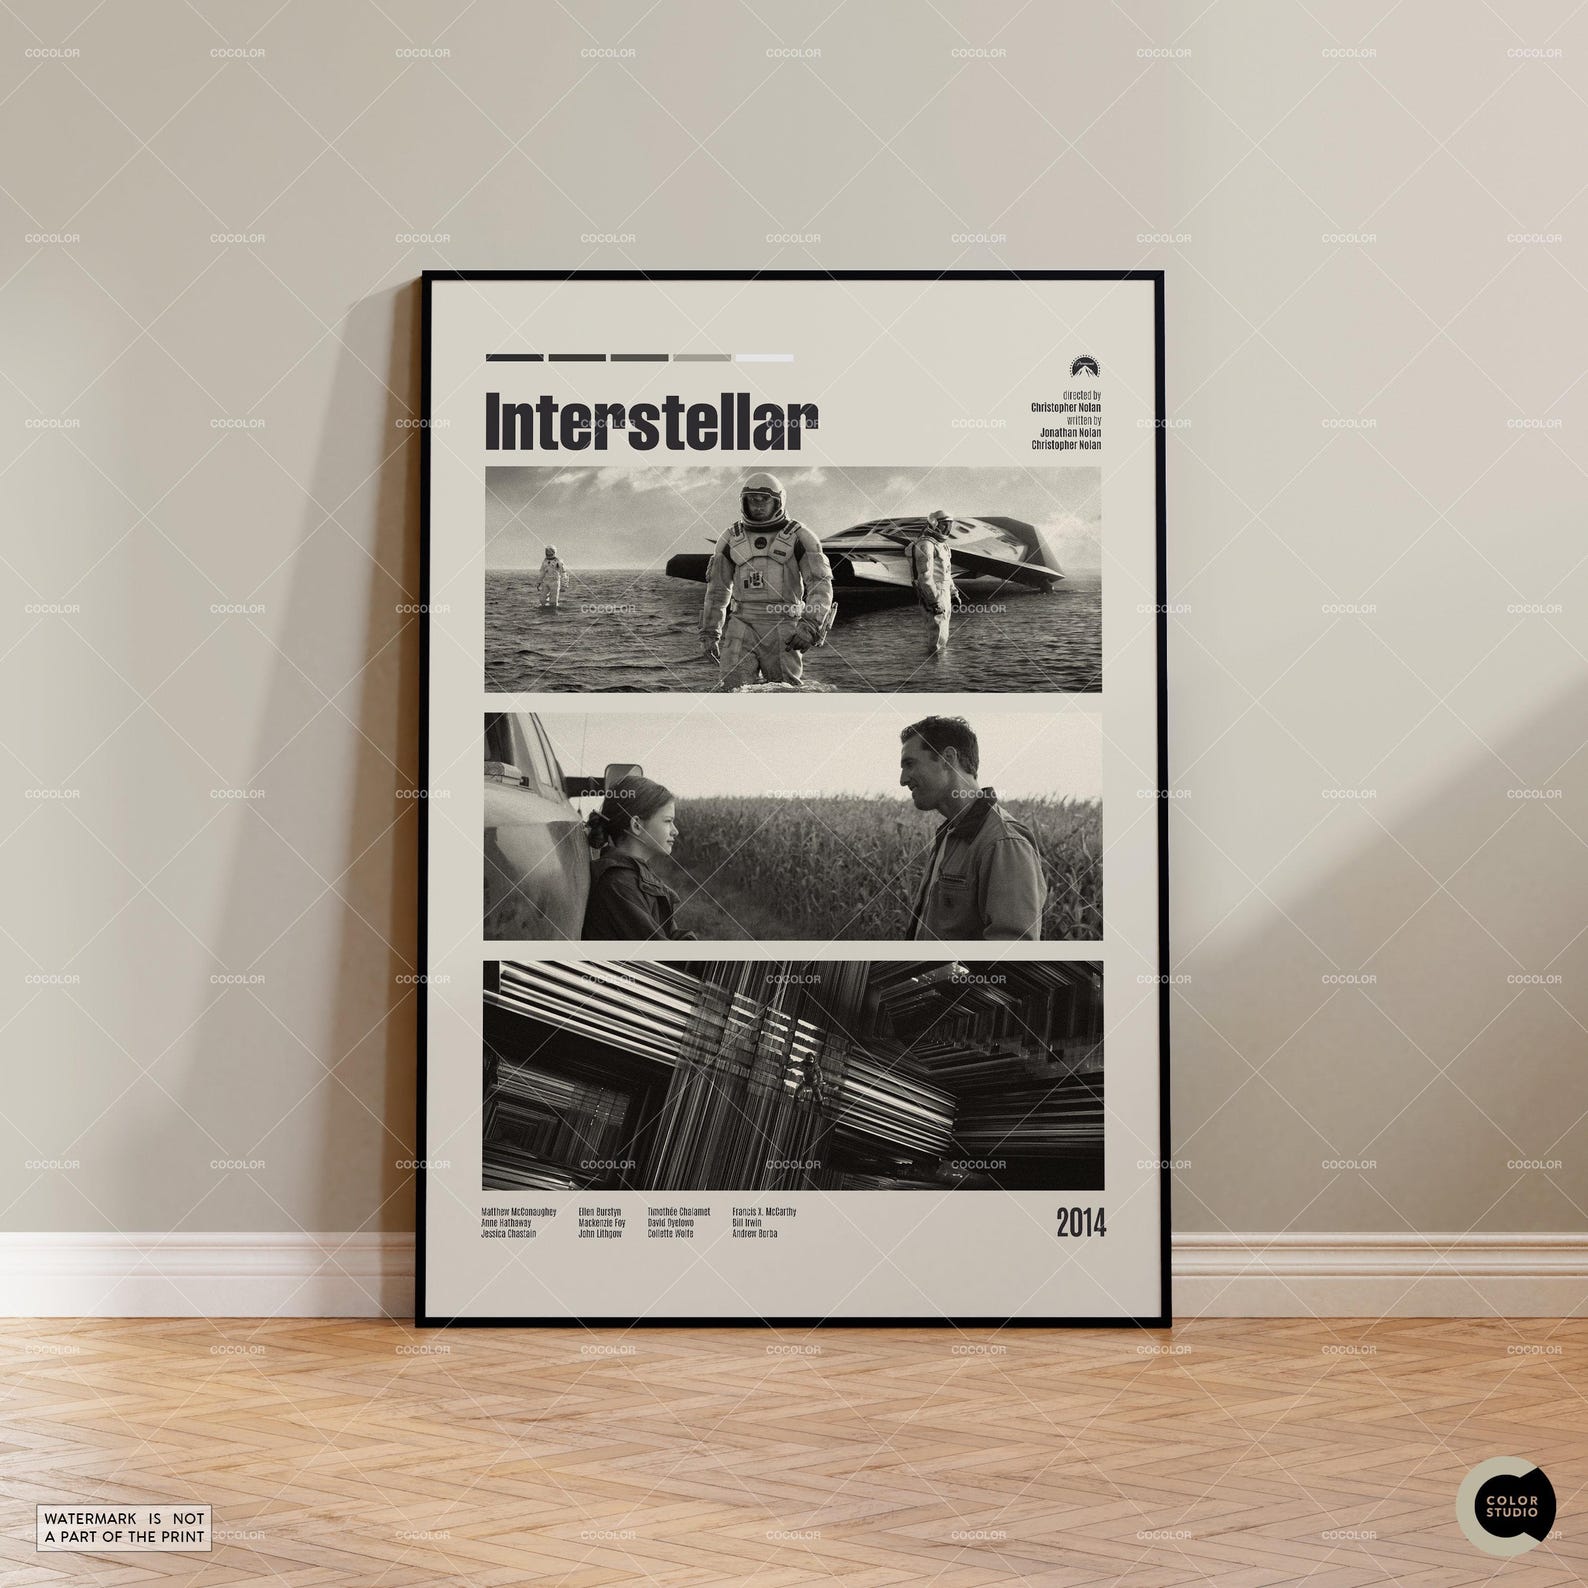 Interstellar
directed by
Christopher Nolan
written by
Jonathan Nolan
Christopher Nolan
Matthew McConaughey
Anne Hathaway
Jessica Chastain
Ellen Burstyn
Mackenzie Foy
John Lithgow
Timothée Chalamet
David Oyelowo
Collette Wolfe
Francis X. McCarthy
Bill Irwin
Andrew Borba
2014
WATERMARK IS NOT
A PART OF THE PRINT
COLOR
STUDIO
COCOLOR